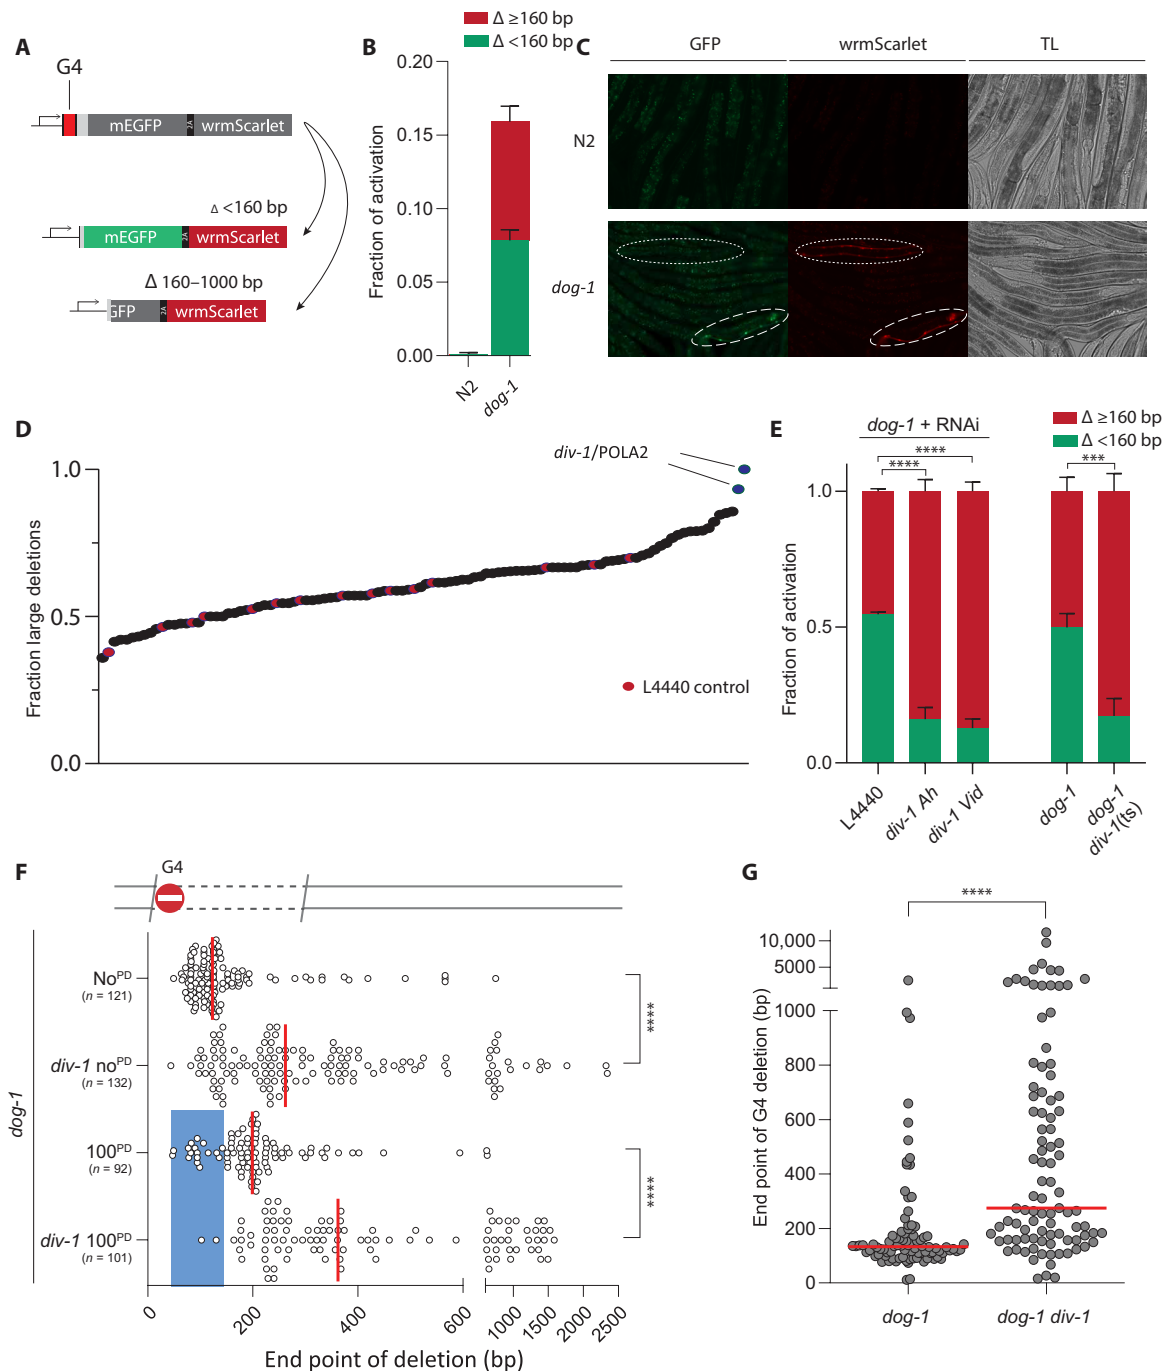 A
G4
mEGFP
2A
wrmScarlet
Δ <160 bp
mEGFP
2A
wrmScarlet
Δ 160–1000 bp
GFP
2A
wrmScarlet
B
Δ ≥160 bp
Δ <160 bp
Fraction of activation
0.20
0.15
0.10
0.05
0.00
N2
dog-1
C
GFP
wrmScarlet
TL
N2
dog-1
D
Fraction large deletions
1.0
0.5
0.0
div-1/POLA2
L4440 control
E
Δ ≥160 bp
Δ <160 bp
dog-1 + RNAi
****
****
***
Fraction of activation
1.0
0.5
0.0
L4440
div-1 Ah
div-1 Vid
dog-1
dog-1
div-1(ts)
F
G4
dog-1
No^PD
(n = 121)
div-1 no^PD
(n = 132)
100^PD
(n = 92)
div-1 100^PD
(n = 101)
****
****
0
200
400
600
1000
1500
2000
2500
End point of deletion (bp)
G
****
End point of G4 deletion (bp)
10,000
5000
1000
800
600
400
200
0
dog-1
dog-1 div-1